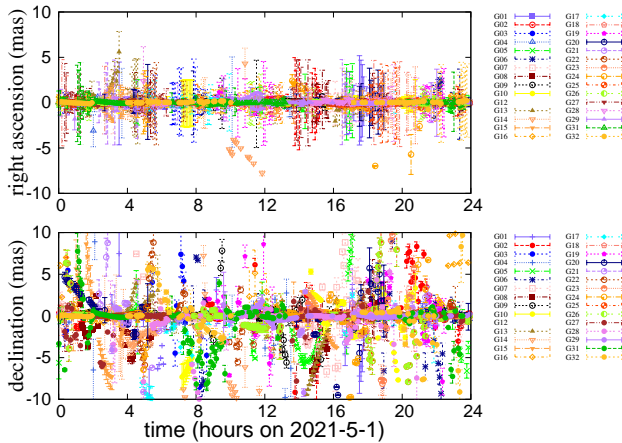 right ascension (mas)
10
5
0
-5
-10
0 4 8 12 16 20 24
G01 G17
G02 G18
G03 G19
G04 G20
G05 G21
G06 G22
G07 G23
G08 G24
G09 G25
G10 G26
G12 G27
G13 G28
G14 G29
G15 G31
G16 G32
declination (mas)
10
5
0
-5
-10
0 4 8 12 16 20 24
time (hours on 2021-5-1)
G01 G17
G02 G18
G03 G19
G04 G20
G05 G21
G06 G22
G07 G23
G08 G24
G09 G25
G10 G26
G12 G27
G13 G28
G14 G29
G15 G31
G16 G32